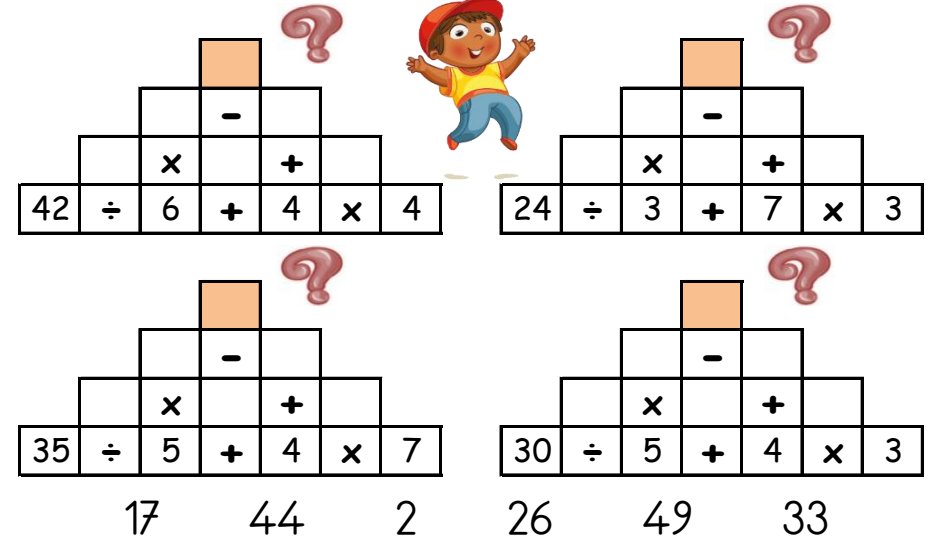 ? ?
- -
× + × +
42 ÷ 6 + 4 × 4 24 ÷ 3 + 7 × 3
? ?
- -
× + × +
35 ÷ 5 + 4 × 7 30 ÷ 5 + 4 × 3
17 44 2 26 49 33